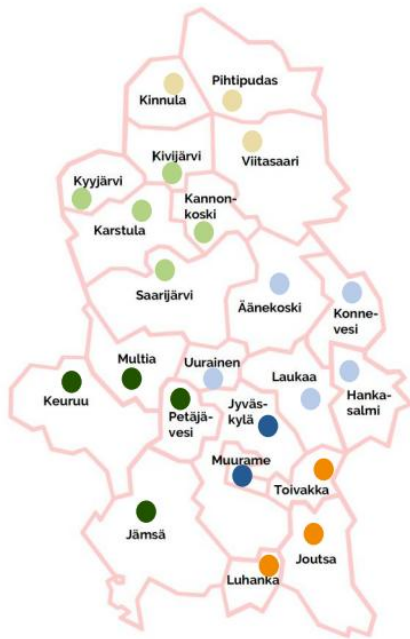 Pihtipudas
Kinnula
Kivijärvi
Viitasaari
Kyyjärvi
Kannon-
koski
Karstula
Saarijärvi
Äänekoski
Konne-
vesi
Multia
Uurainen
Laukaa
Keuruu
Hanka-
salmi
Petäjä-
vesi
Jyväs-
kylä
Muurame
Toivakka
Jämsä
Joutsa
Luhanka